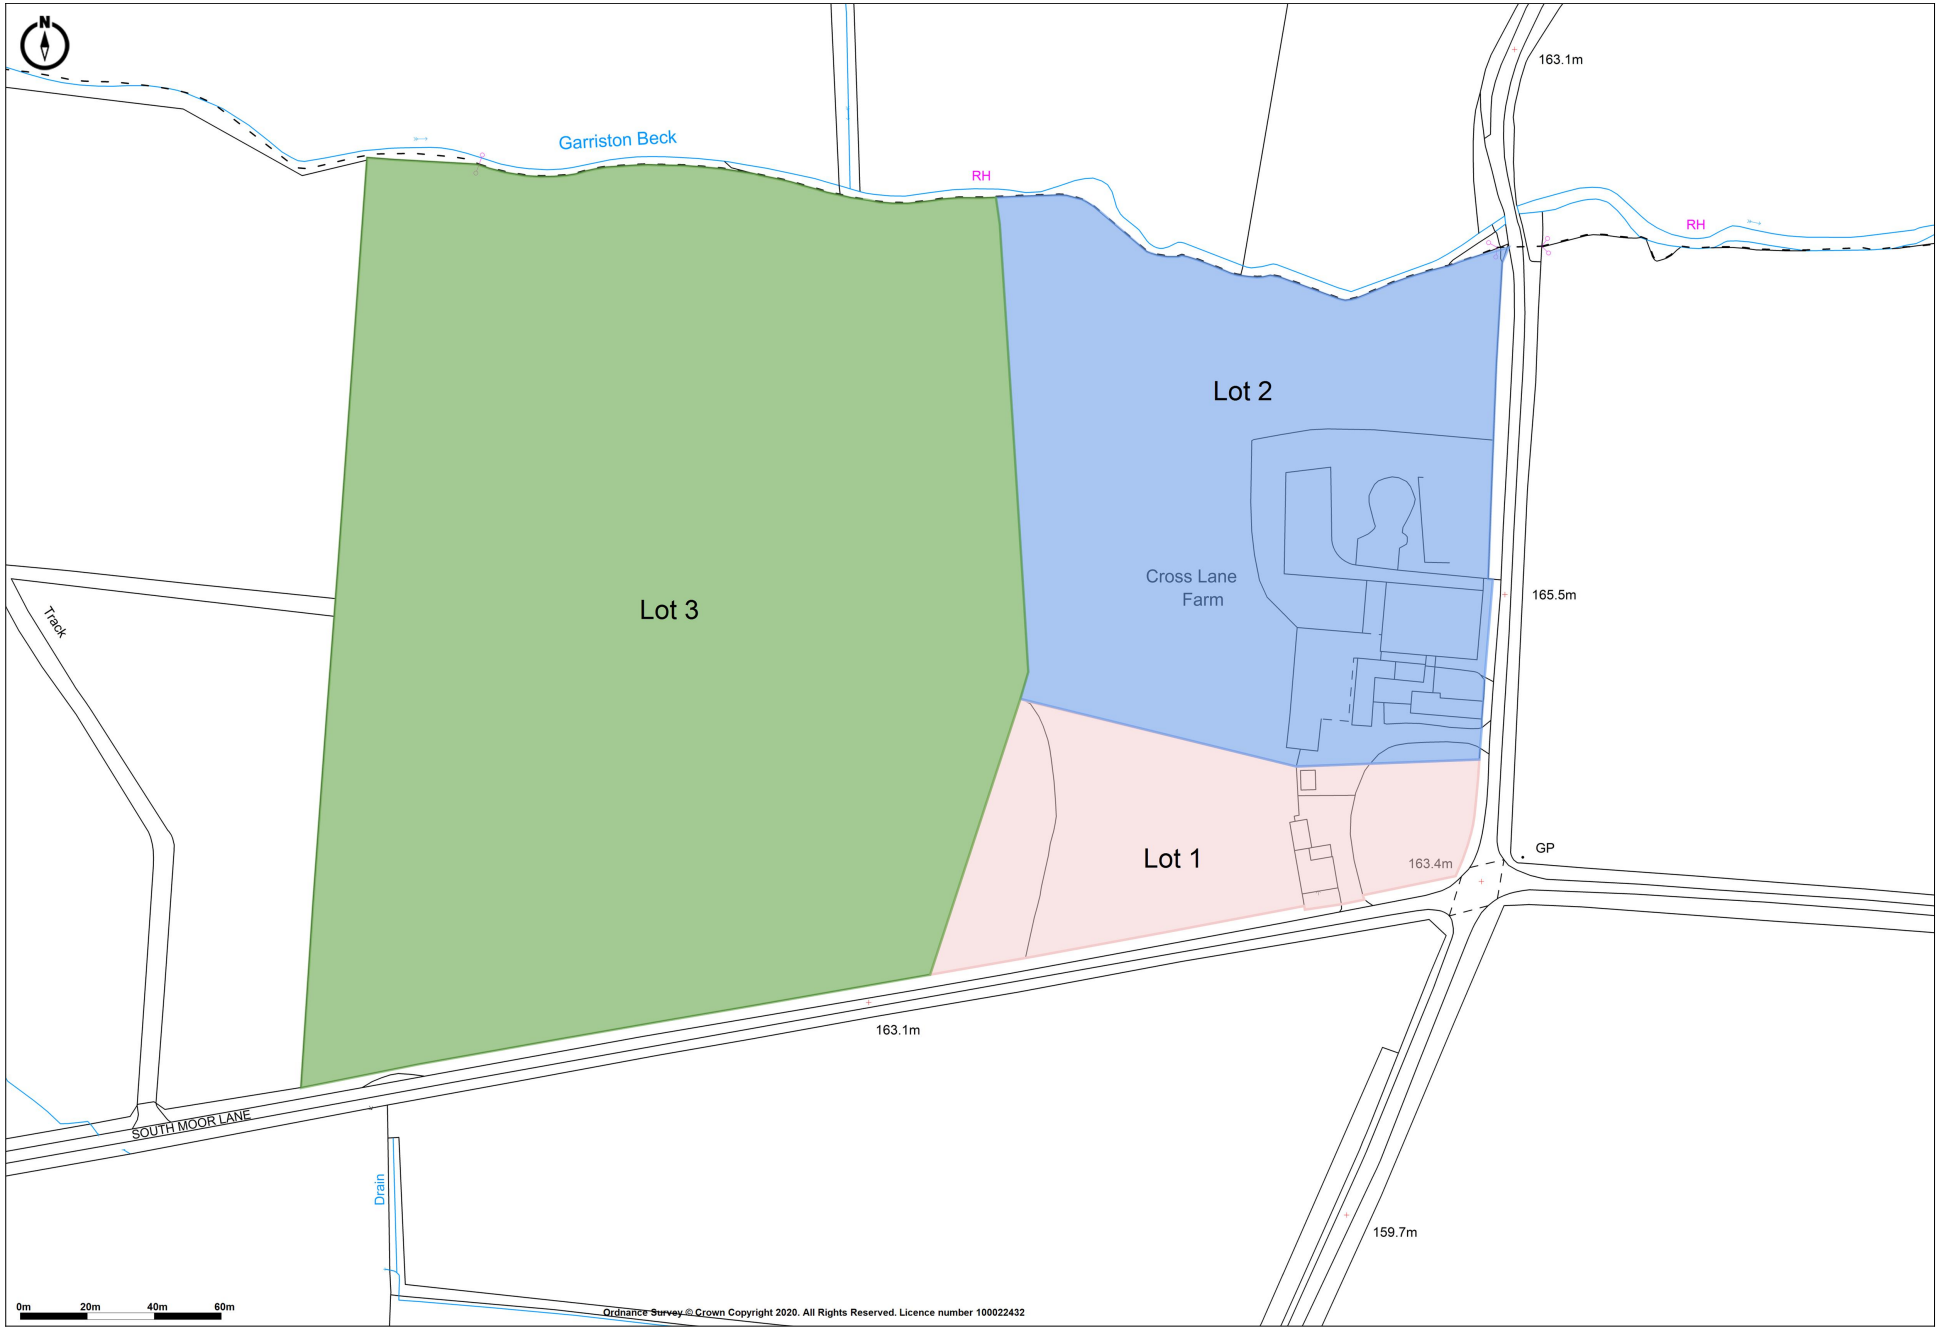 N
163.1m
Garriston Beck
RH
RH
Lot 2
Cross Lane
Farm
165.5m
Lot 3
Track
Lot 1
163.4m
GP
163.1m
SOUTH MOOR LANE
Drain
159.7m
0m 20m 40m 60m
Ordnance Survey © Crown Copyright 2020. All Rights Reserved. Licence number 100022432